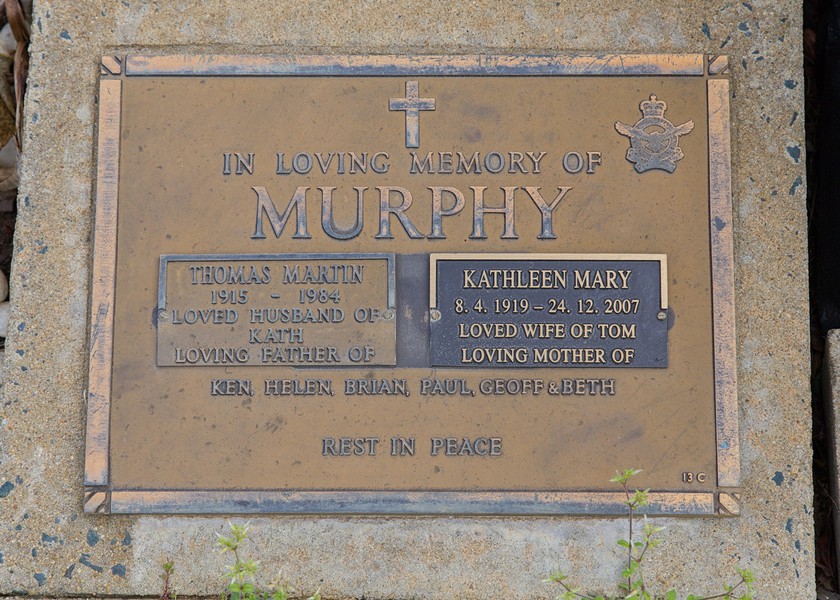 IN LOVING MEMORY OF
MURPHY
THOMAS MARTIN
1915 - 1984
LOVED HUSBAND OF
KATH
LOVING FATHER OF
KATHLEEN MARY
8. 4. 1919 – 24. 12. 2007
LOVED WIFE OF TOM
LOVING MOTHER OF
KEN, HELEN, BRIAN, PAUL, GEOFF & BETH
REST IN PEACE
13 C